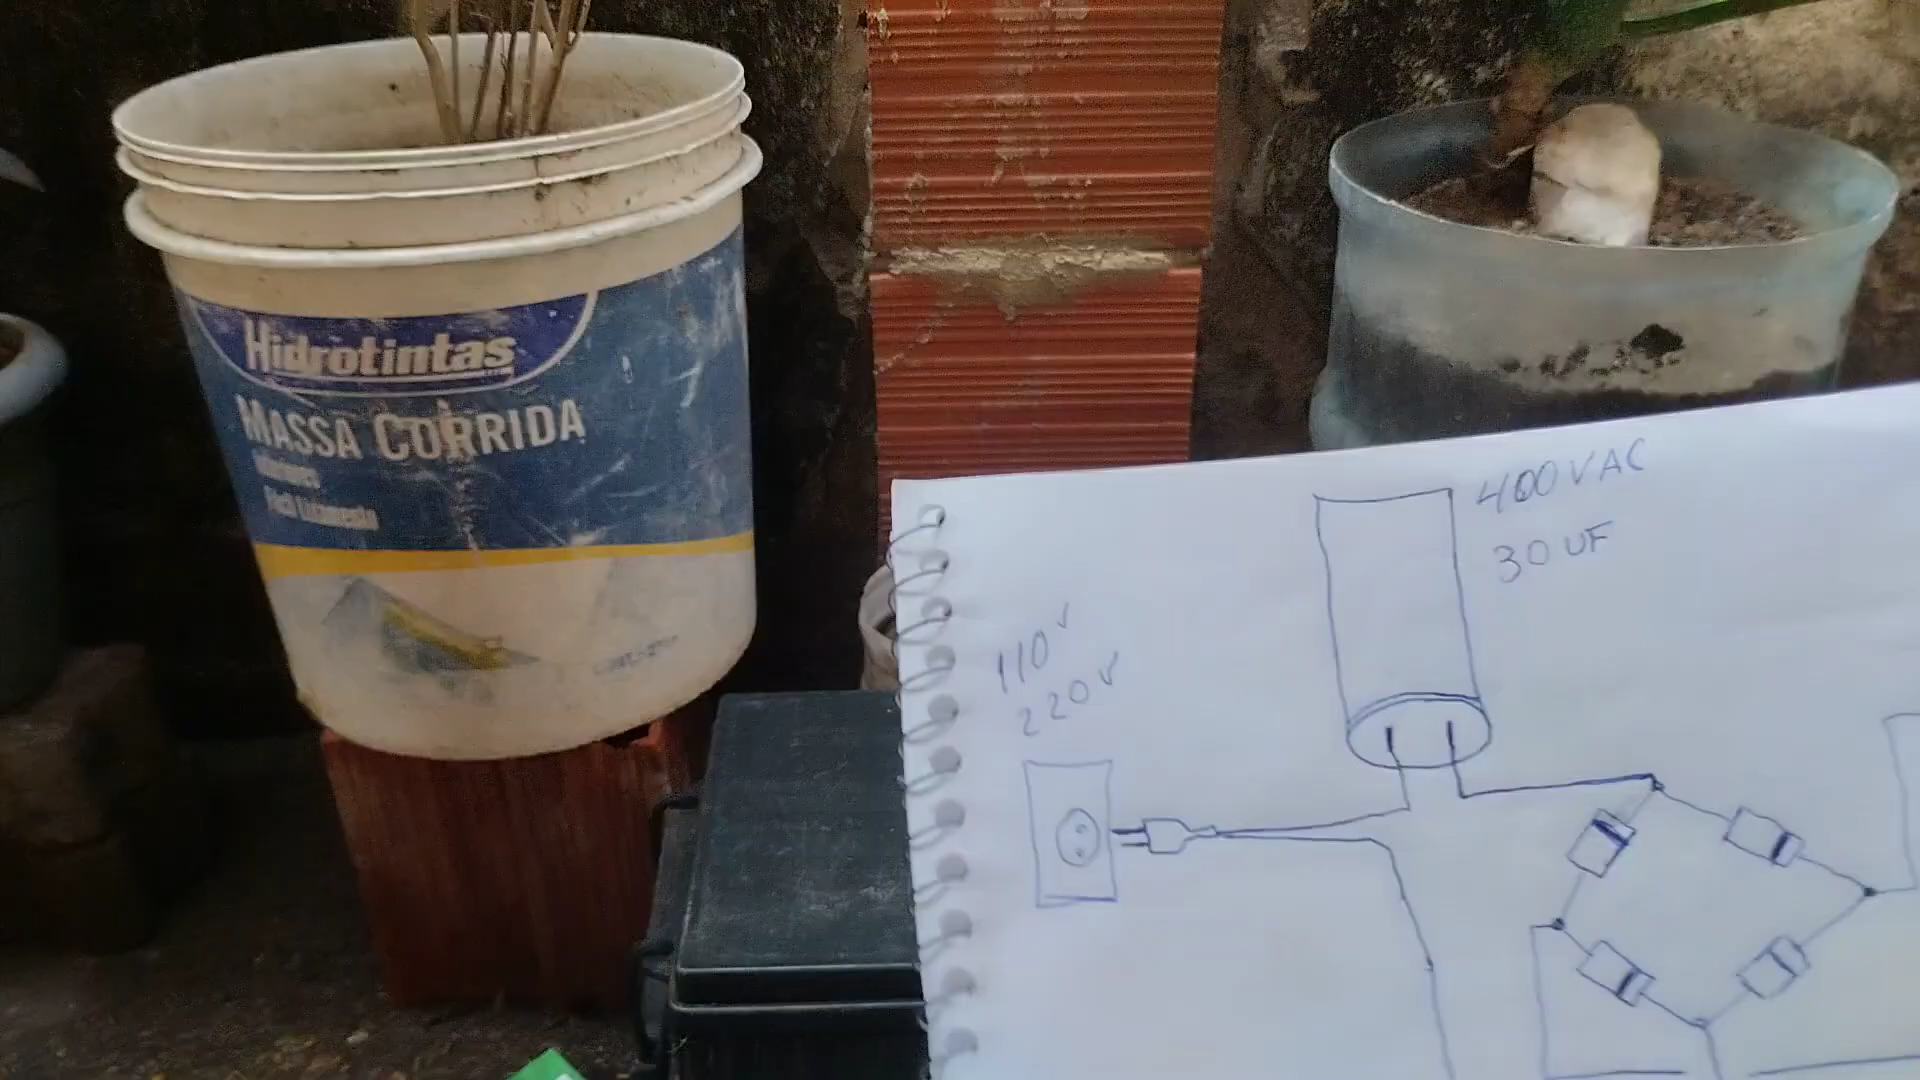 Hidrotintas
MASSA CORRIDA
400VAC
30UF
110V
220V